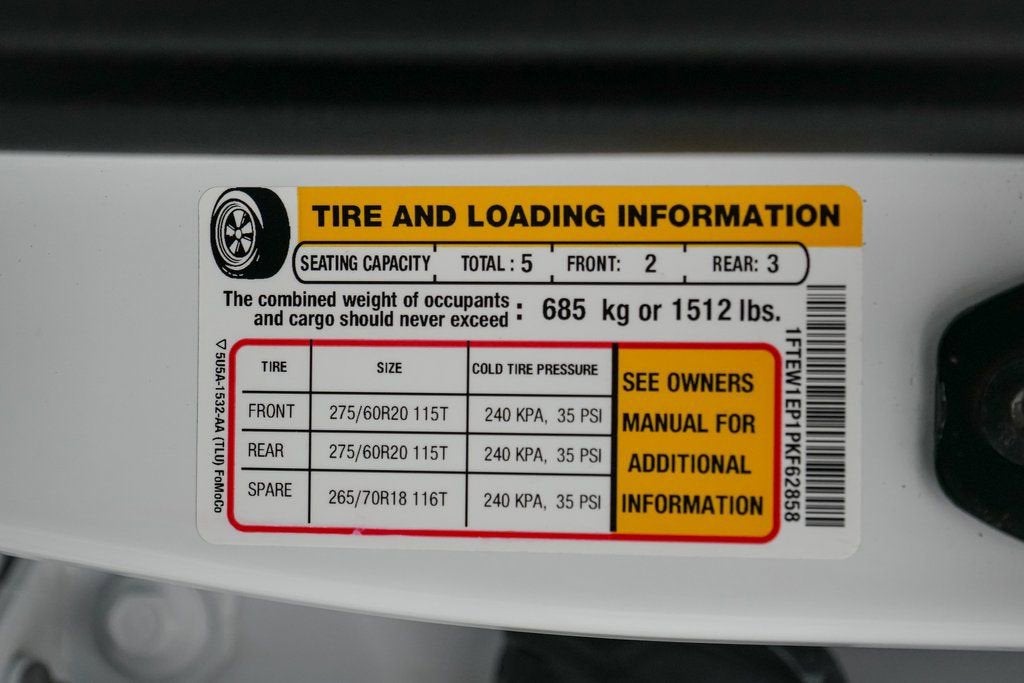 TIRE AND LOADING INFORMATION
SEATING CAPACITY TOTAL : 5 FRONT: 2 REAR: 3
The combined weight of occupants
and cargo should never exceed : 685 kg or 1512 lbs.
TIRE SIZE COLD TIRE PRESSURE
FRONT 275/60R20 115T 240 KPA, 35 PSI
REAR 275/60R20 115T 240 KPA, 35 PSI
SPARE 265/70R18 116T 240 KPA, 35 PSI
SEE OWNERS
MANUAL FOR
ADDITIONAL
INFORMATION
5U5A-1532-AA (TLU) FoMoCo
1FTEW1EP1PKF62858